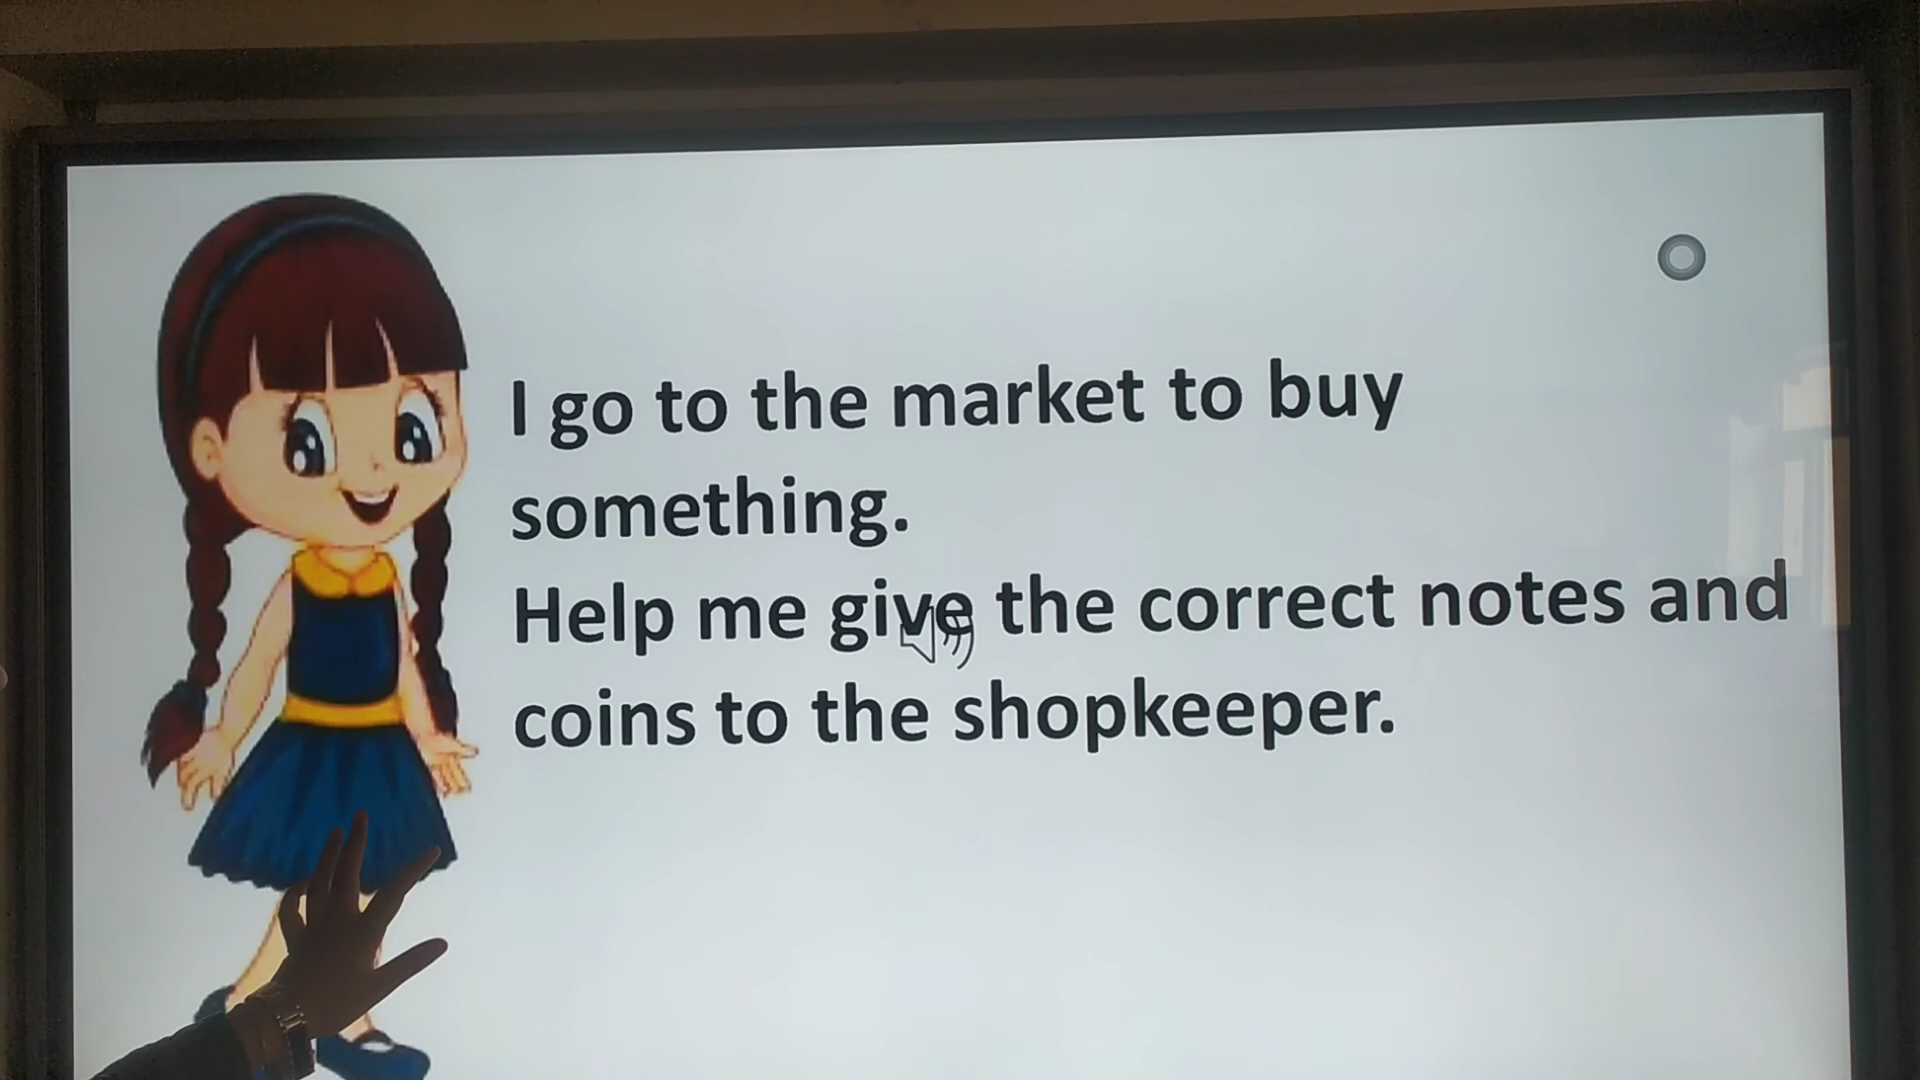 I go to the market to buy
something.
Help me give the correct notes and
coins to the shopkeeper.